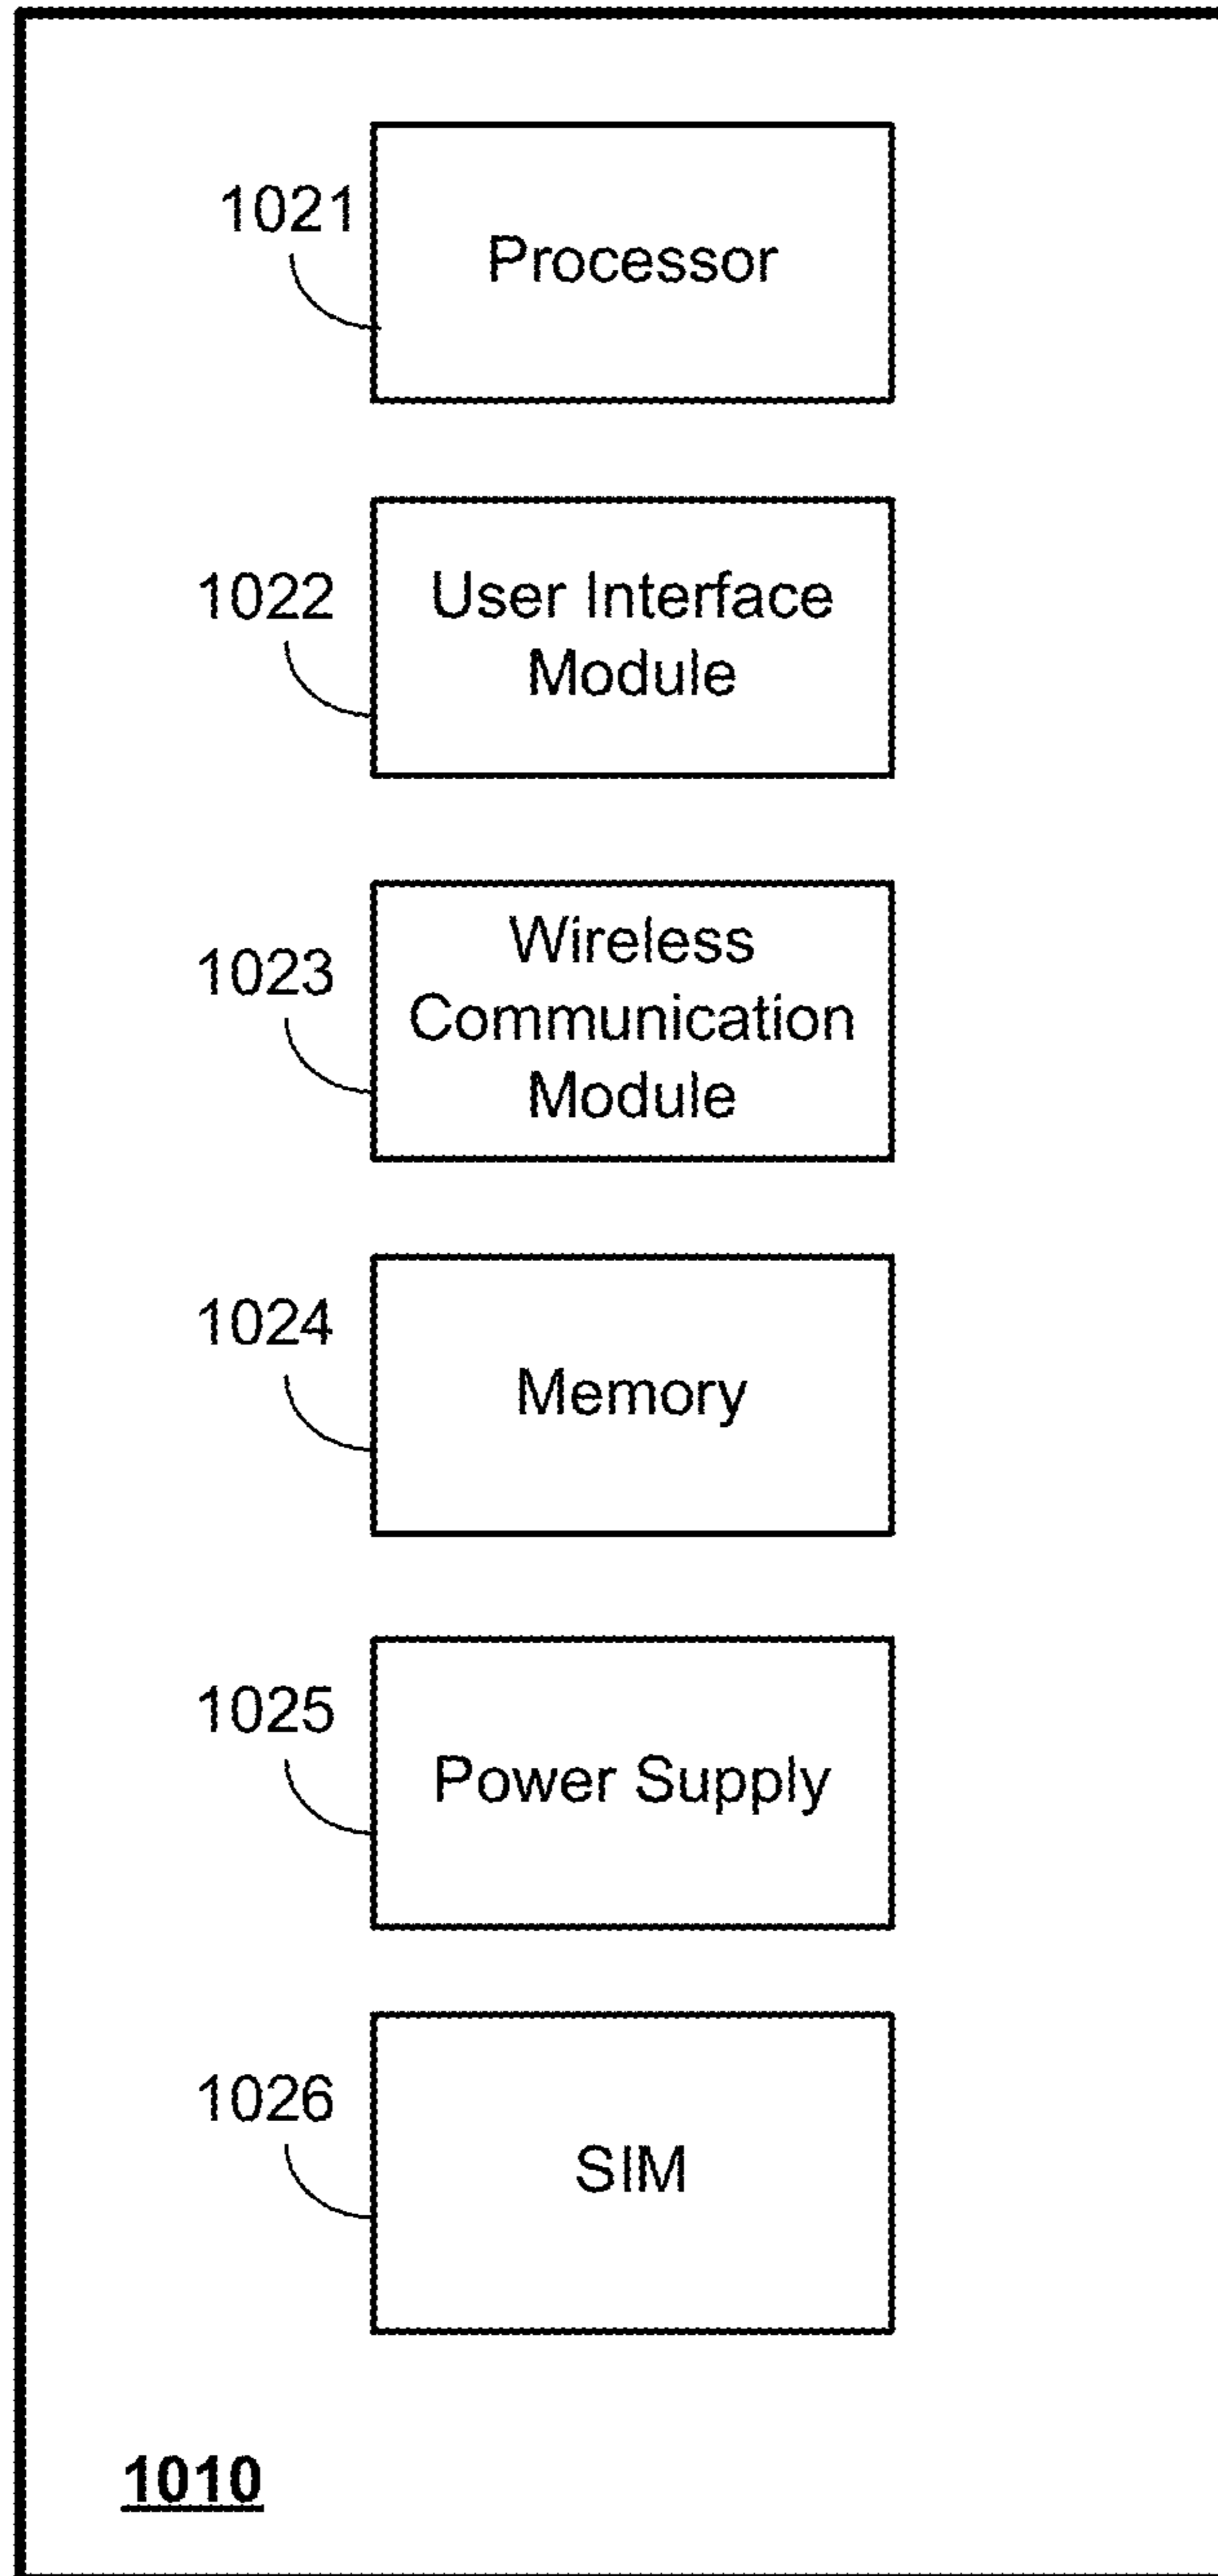 1021
Processor
1022
User Interface
Module
1023
Wireless
Communication
Module
1024
Memory
1025
Power Supply
1026
SIM
1010